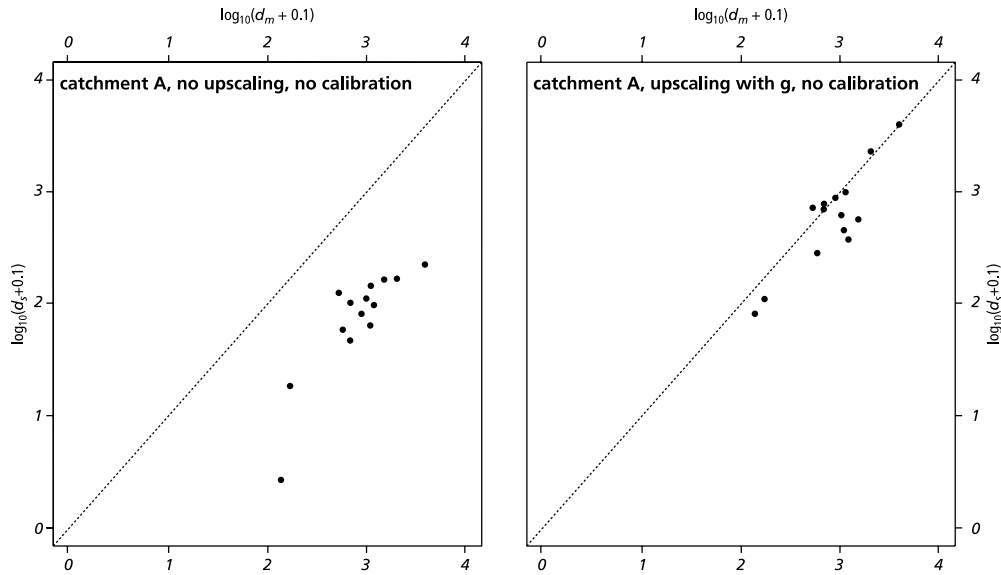 log₁₀(dₘ + 0.1) log₁₀(dₘ + 0.1)
0 1 2 3 4 0 1 2 3 4
catchment A, no upscaling, no calibration catchment A, upscaling with g, no calibration
4 4
3 3
log₁₀(dₛ+0.1) log₁₀(dₛ+0.1)
2 2
1 1
0 0
0 1 2 3 4 0 1 2 3 4